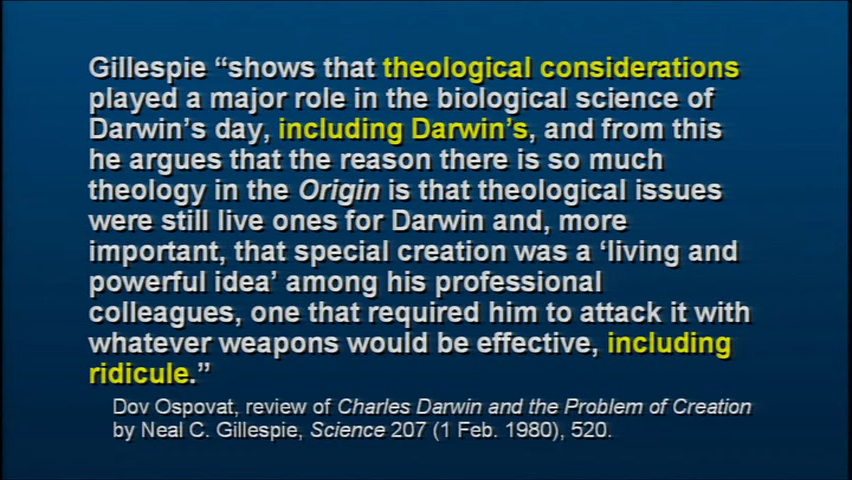 Gillespie “shows that theological considerations
played a major role in the biological science of
Darwin’s day, including Darwin’s, and from this
he argues that the reason there is so much
theology in the Origin is that theological issues
were still live ones for Darwin and, more
important, that special creation was a ‘living and
powerful idea’ among his professional
colleagues, one that required him to attack it with
whatever weapons would be effective, including
ridicule.”
Dov Ospovat, review of Charles Darwin and the Problem of Creation
by Neal C. Gillespie, Science 207 (1 Feb. 1980), 520.